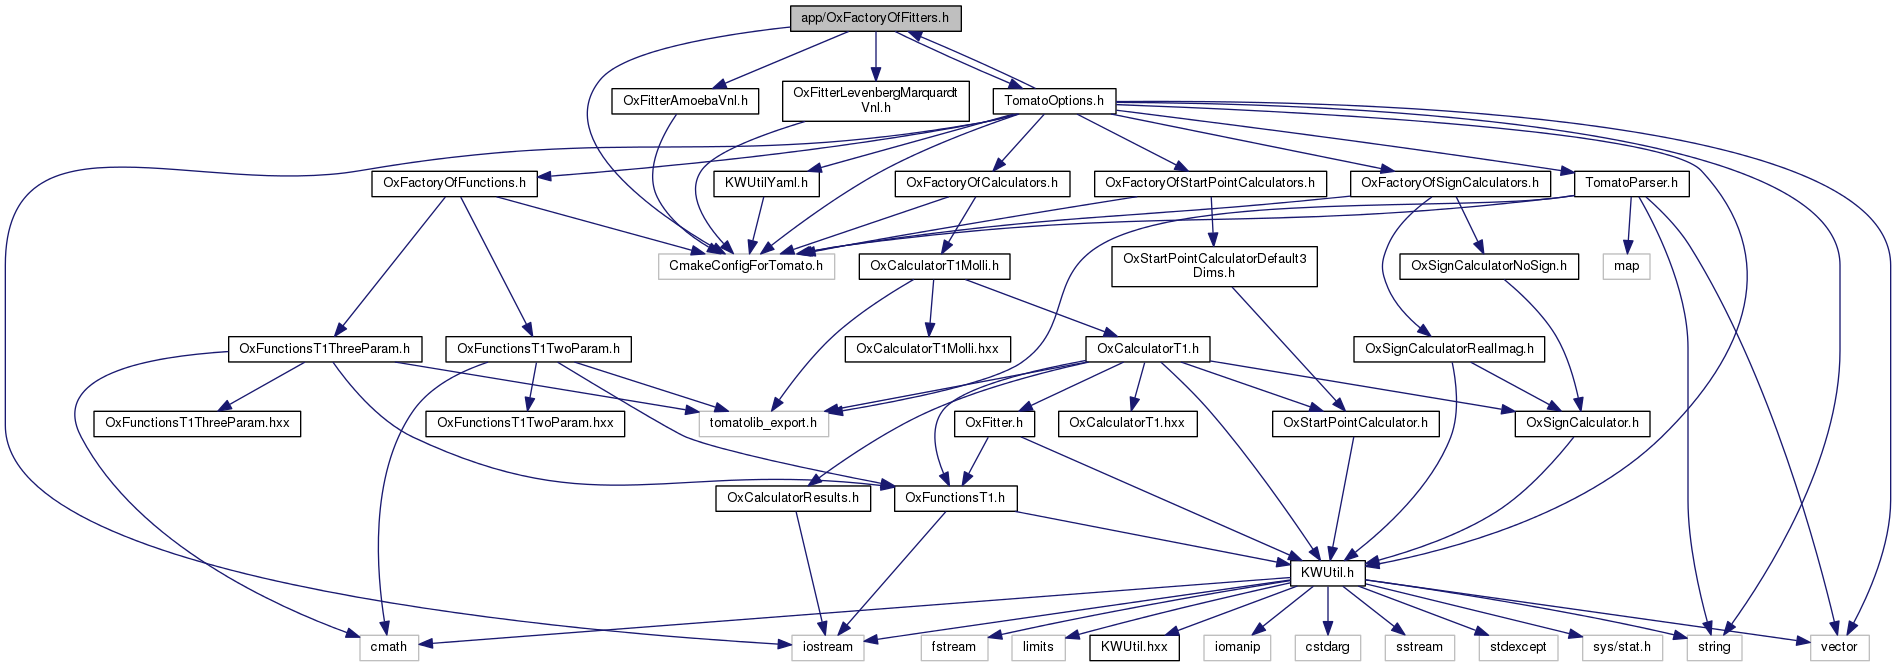 app/OxFactoryOfFitters.h
OxFitterAmoebaVnl.h
OxFitterLevenbergMarquardt
Vnl.h
TomatoOptions.h
OxFactoryOfFunctions.h
KWUtilYaml.h
OxFactoryOfCalculators.h
OxFactoryOfStartPointCalculators.h
OxFactoryOfSignCalculators.h
TomatoParser.h
CmakeConfigForTomato.h
OxCalculatorT1Molli.h
OxStartPointCalculatorDefault3
Dims.h
OxSignCalculatorNoSign.h
map
OxFunctionsT1ThreeParam.h
OxFunctionsT1TwoParam.h
OxCalculatorT1Molli.hxx
OxCalculatorT1.h
OxSignCalculatorRealImag.h
OxFunctionsT1ThreeParam.hxx
OxFunctionsT1TwoParam.hxx
tomatolib_export.h
OxFitter.h
OxCalculatorT1.hxx
OxStartPointCalculator.h
OxSignCalculator.h
OxCalculatorResults.h
OxFunctionsT1.h
KWUtil.h
cmath
iostream
fstream
limits
KWUtil.hxx
iomanip
cstdarg
sstream
stdexcept
sys/stat.h
string
vector